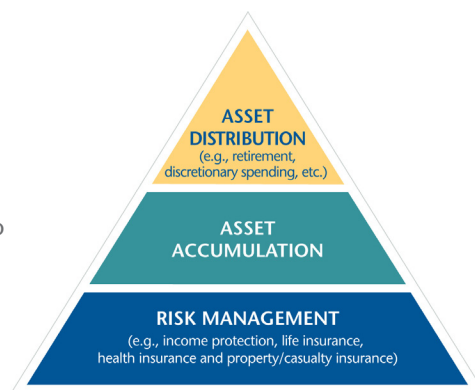 ASSET
DISTRIBUTION
(e.g., retirement,
discretionary spending, etc.)
ASSET
ACCUMULATION
RISK MANAGEMENT
(e.g., income protection, life insurance,
health insurance and property/casualty insurance)